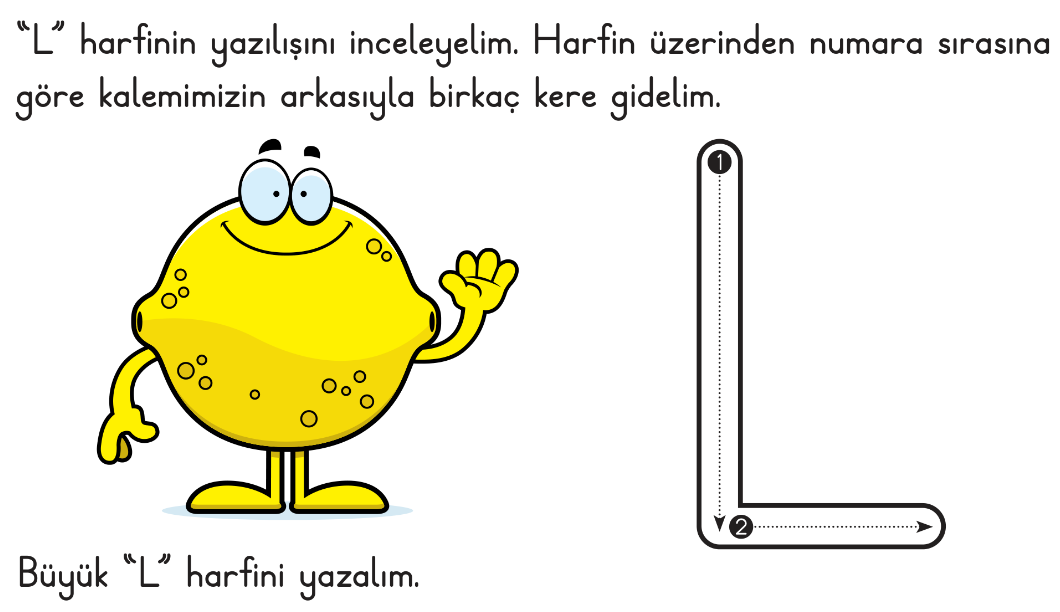 “L” harfinin yazılışını inceleyelim. Harfin üzerinden numara sırasına
göre kalemimizin arkasıyla birkaç kere gidelim.
1
2
Büyük “L” harfini yazalım.